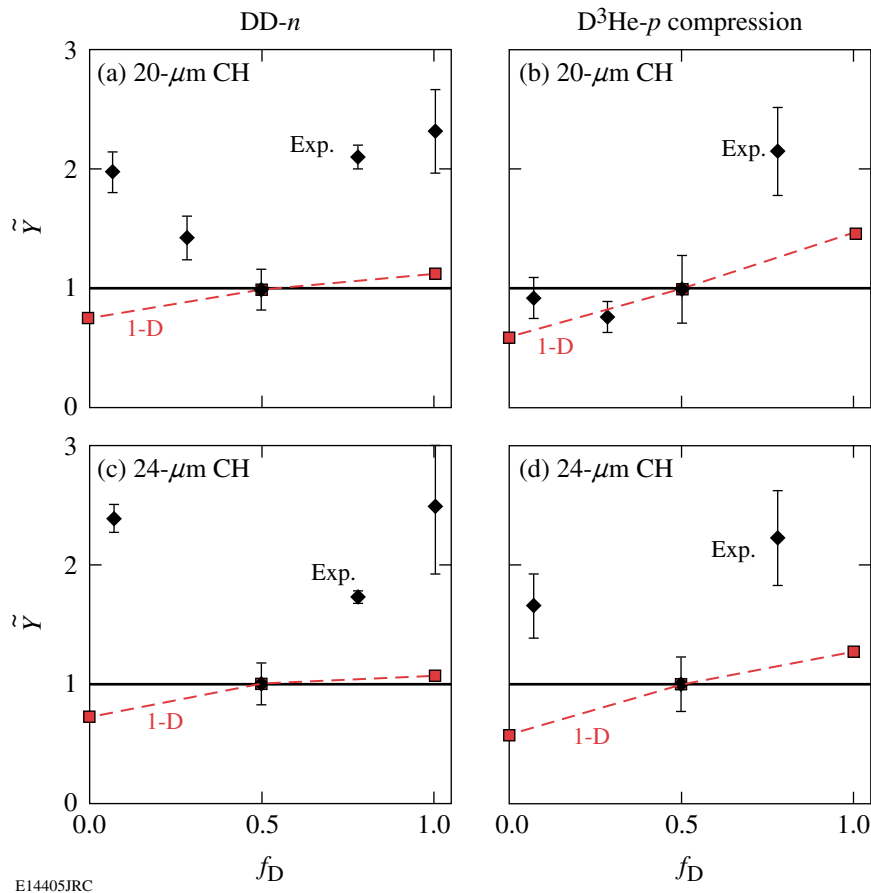 DD-n
D³He-p compression
(a) 20-μm CH
(b) 20-μm CH
3
2
1
0
Ỹ
Exp.
1-D
Exp.
1-D
(c) 24-μm CH
(d) 24-μm CH
3
2
1
0
Ỹ
Exp.
1-D
Exp.
1-D
0.0 0.5 1.0
0.0 0.5 1.0
f_D
f_D
E14405JRC